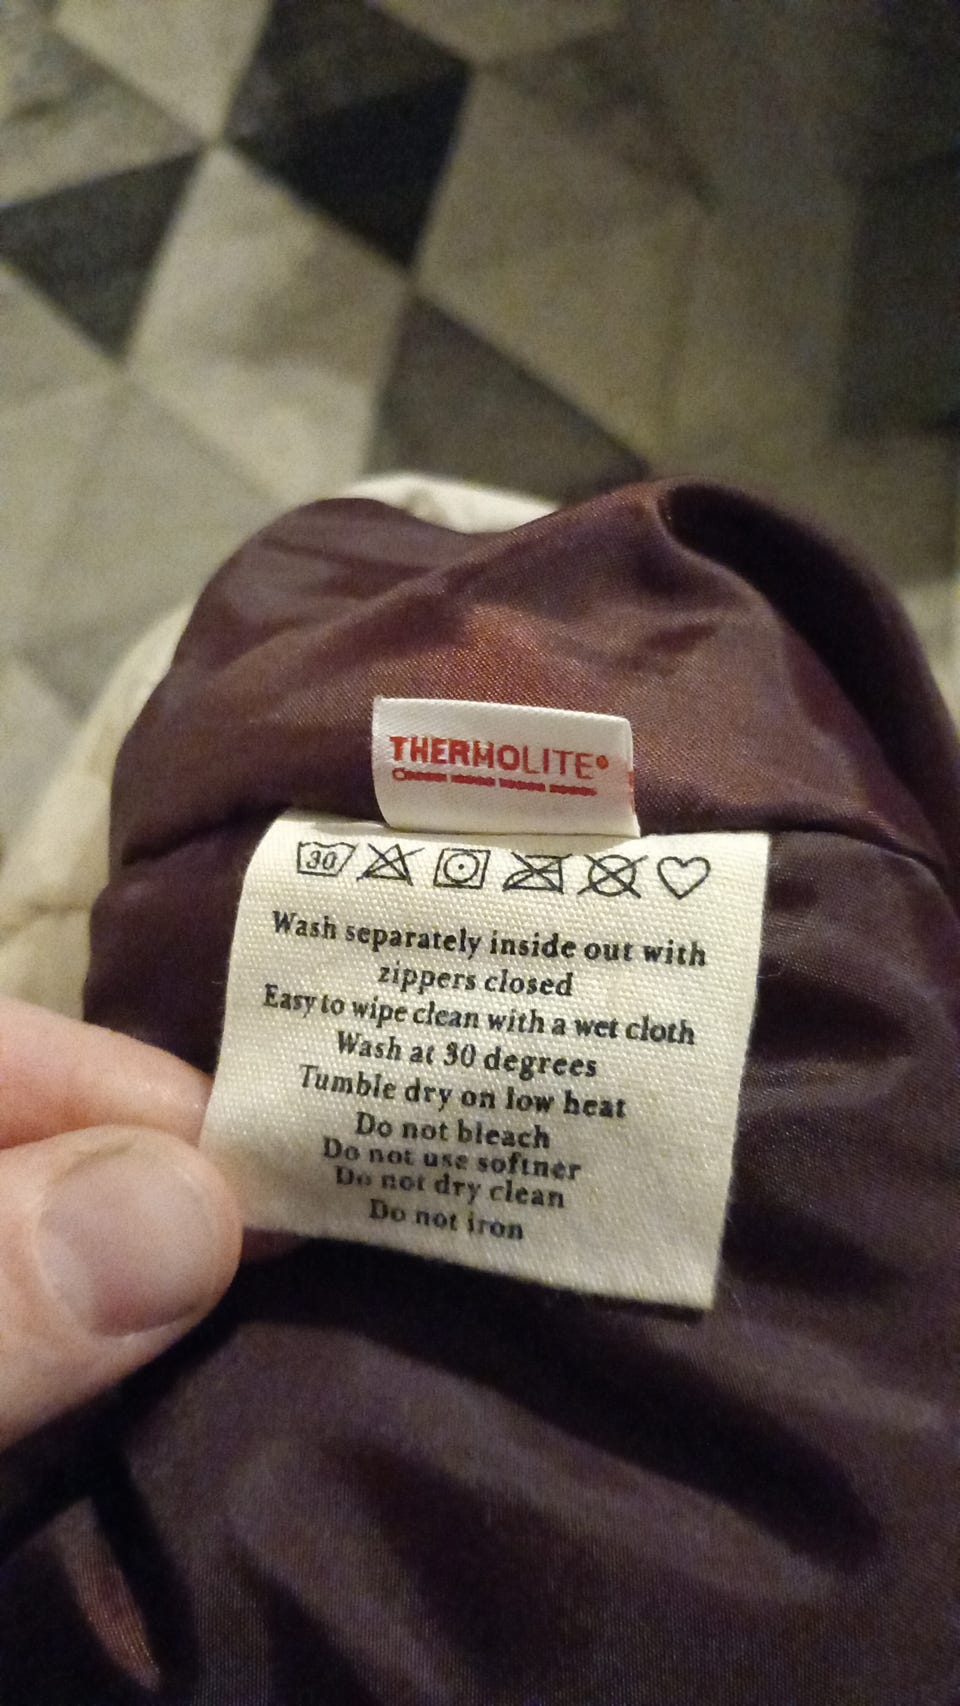 THERMOLITE®
30
Wash separately inside out with
zippers closed
Easy to wipe clean with a wet cloth
Wash at 30 degrees
Tumble dry on low heat
Do not bleach
Do not use softner
Do not dry clean
Do not iron